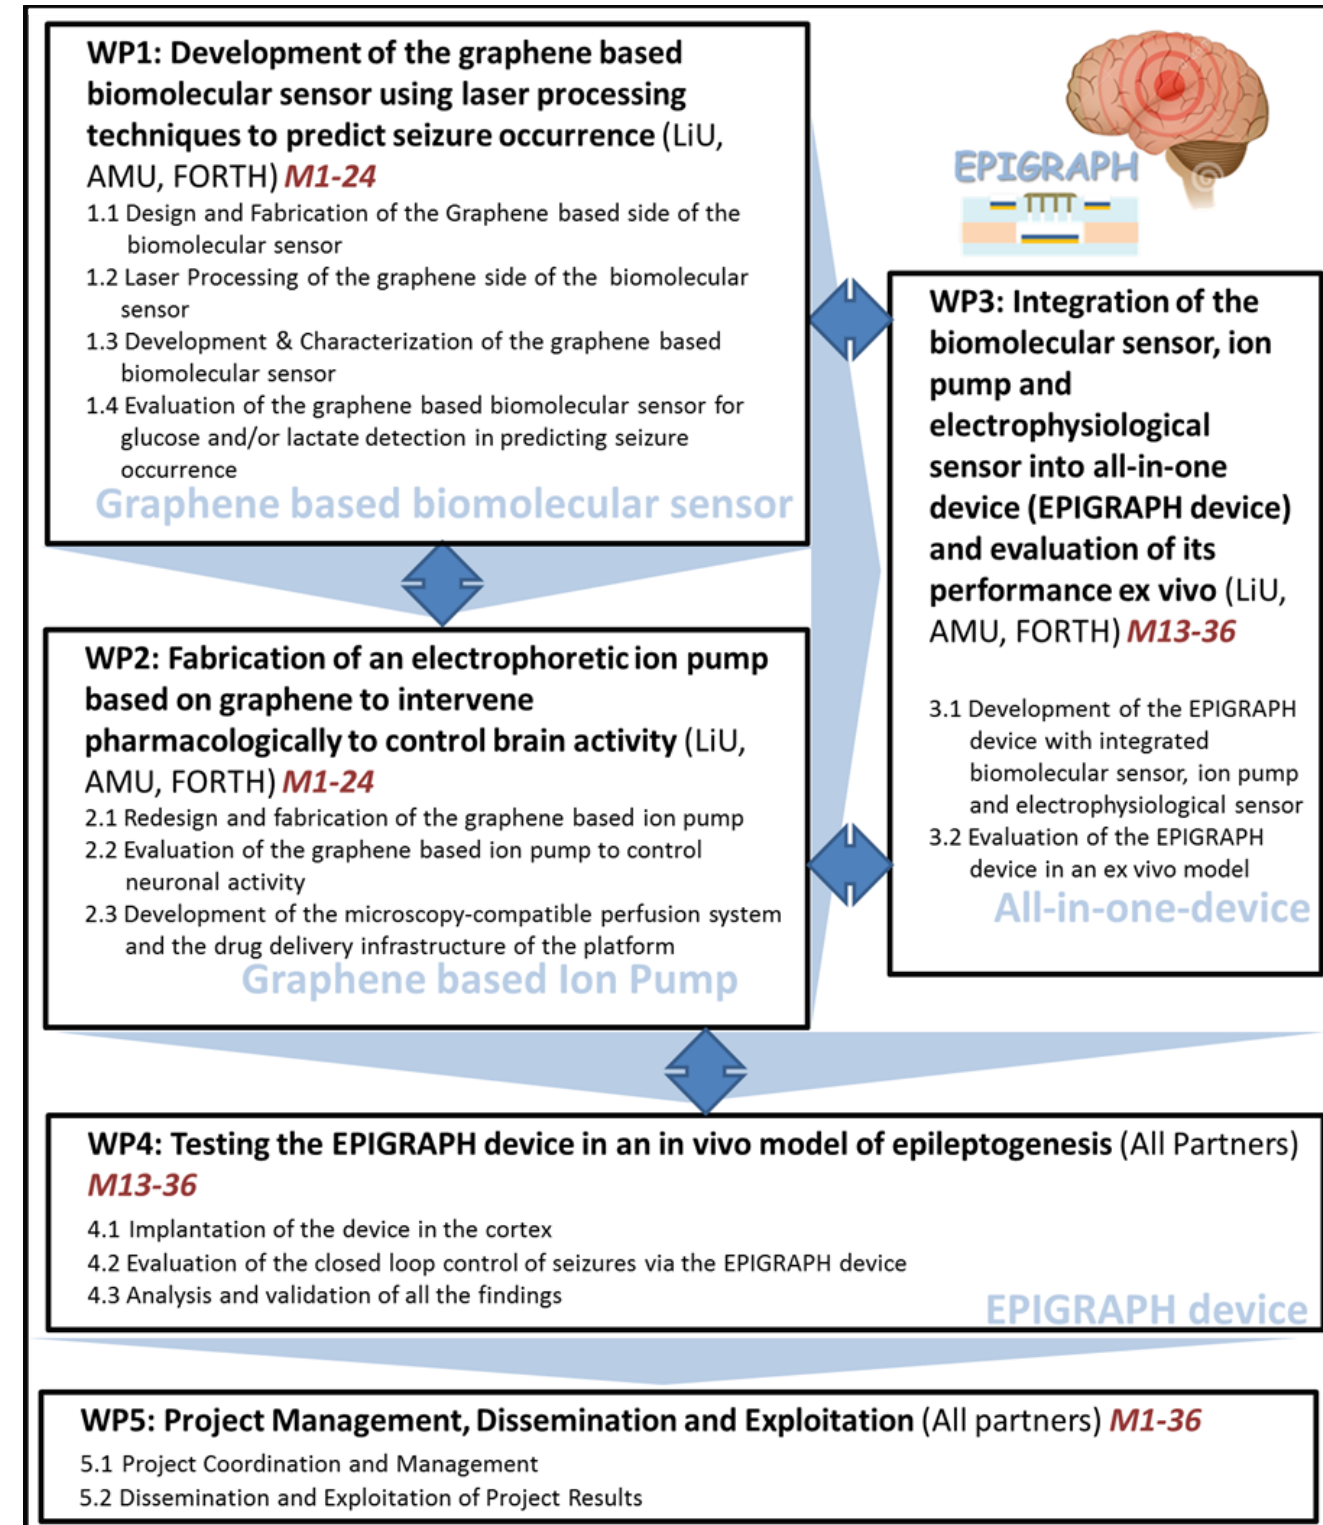 WP1: Development of the graphene based
biomolecular sensor using laser processing
techniques to predict seizure occurrence (LiU,
AMU, FORTH) M1-24
1.1 Design and Fabrication of the Graphene based side of the
biomolecular sensor
1.2 Laser Processing of the graphene side of the biomolecular
sensor
1.3 Development & Characterization of the graphene based
biomolecular sensor
1.4 Evaluation of the graphene based biomolecular sensor for
glucose and/or lactate detection in predicting seizure
occurrence
Graphene based biomolecular sensor
EPIGRAPH
WP2: Fabrication of an electrophoretic ion pump
based on graphene to intervene
pharmacologically to control brain activity (LiU,
AMU, FORTH) M1-24
2.1 Redesign and fabrication of the graphene based ion pump
2.2 Evaluation of the graphene based ion pump to control
neuronal activity
2.3 Development of the microscopy-compatible perfusion system
and the drug delivery infrastructure of the platform
Graphene based Ion Pump
WP3: Integration of the
biomolecular sensor, ion
pump and
electrophysiological
sensor into all-in-one
device (EPIGRAPH device)
and evaluation of its
performance ex vivo (LiU,
AMU, FORTH) M13-36
3.1 Development of the EPIGRAPH
device with integrated
biomolecular sensor, ion pump
and electrophysiological sensor
3.2 Evaluation of the EPIGRAPH
device in an ex vivo model
All-in-one-device
WP4: Testing the EPIGRAPH device in an in vivo model of epileptogenesis (All Partners)
M13-36
4.1 Implantation of the device in the cortex
4.2 Evaluation of the closed loop control of seizures via the EPIGRAPH device
4.3 Analysis and validation of all the findings
EPIGRAPH device
WP5: Project Management, Dissemination and Exploitation (All partners) M1-36
5.1 Project Coordination and Management
5.2 Dissemination and Exploitation of Project Results